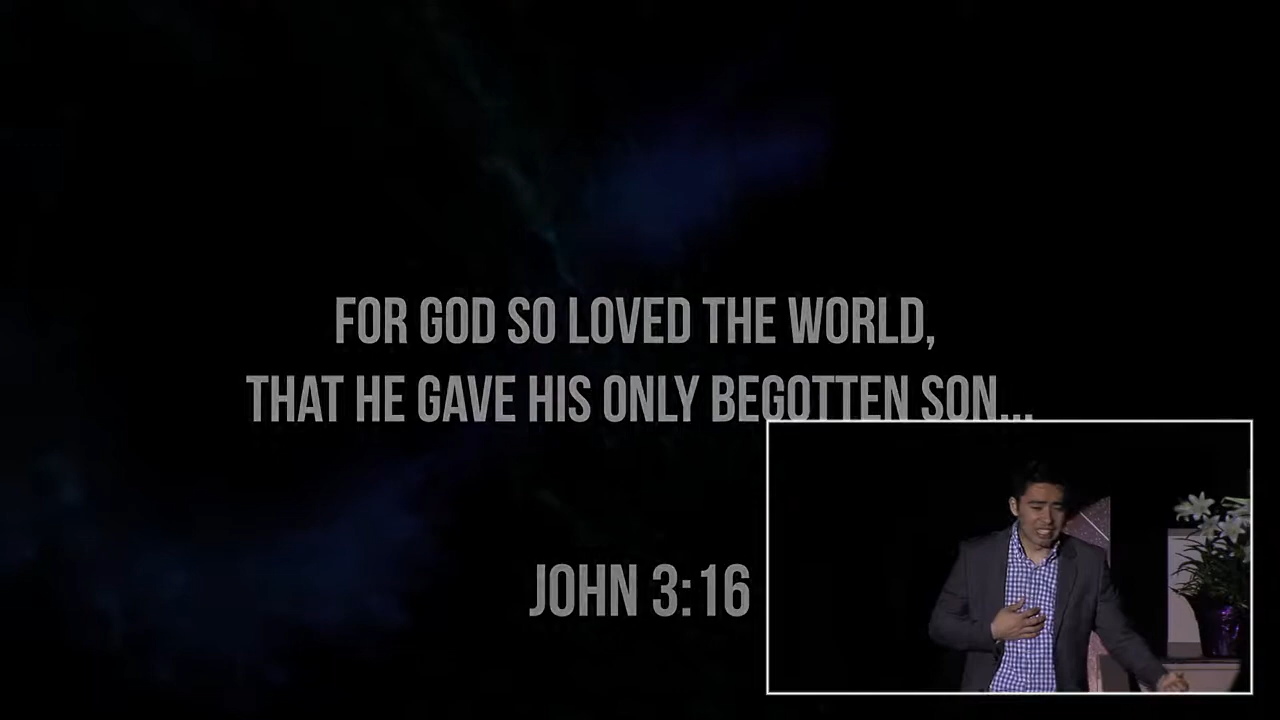 FOR GOD SO LOVED THE WORLD,
THAT HE GAVE HIS ONLY BEGOTTEN SON...
JOHN 3:16